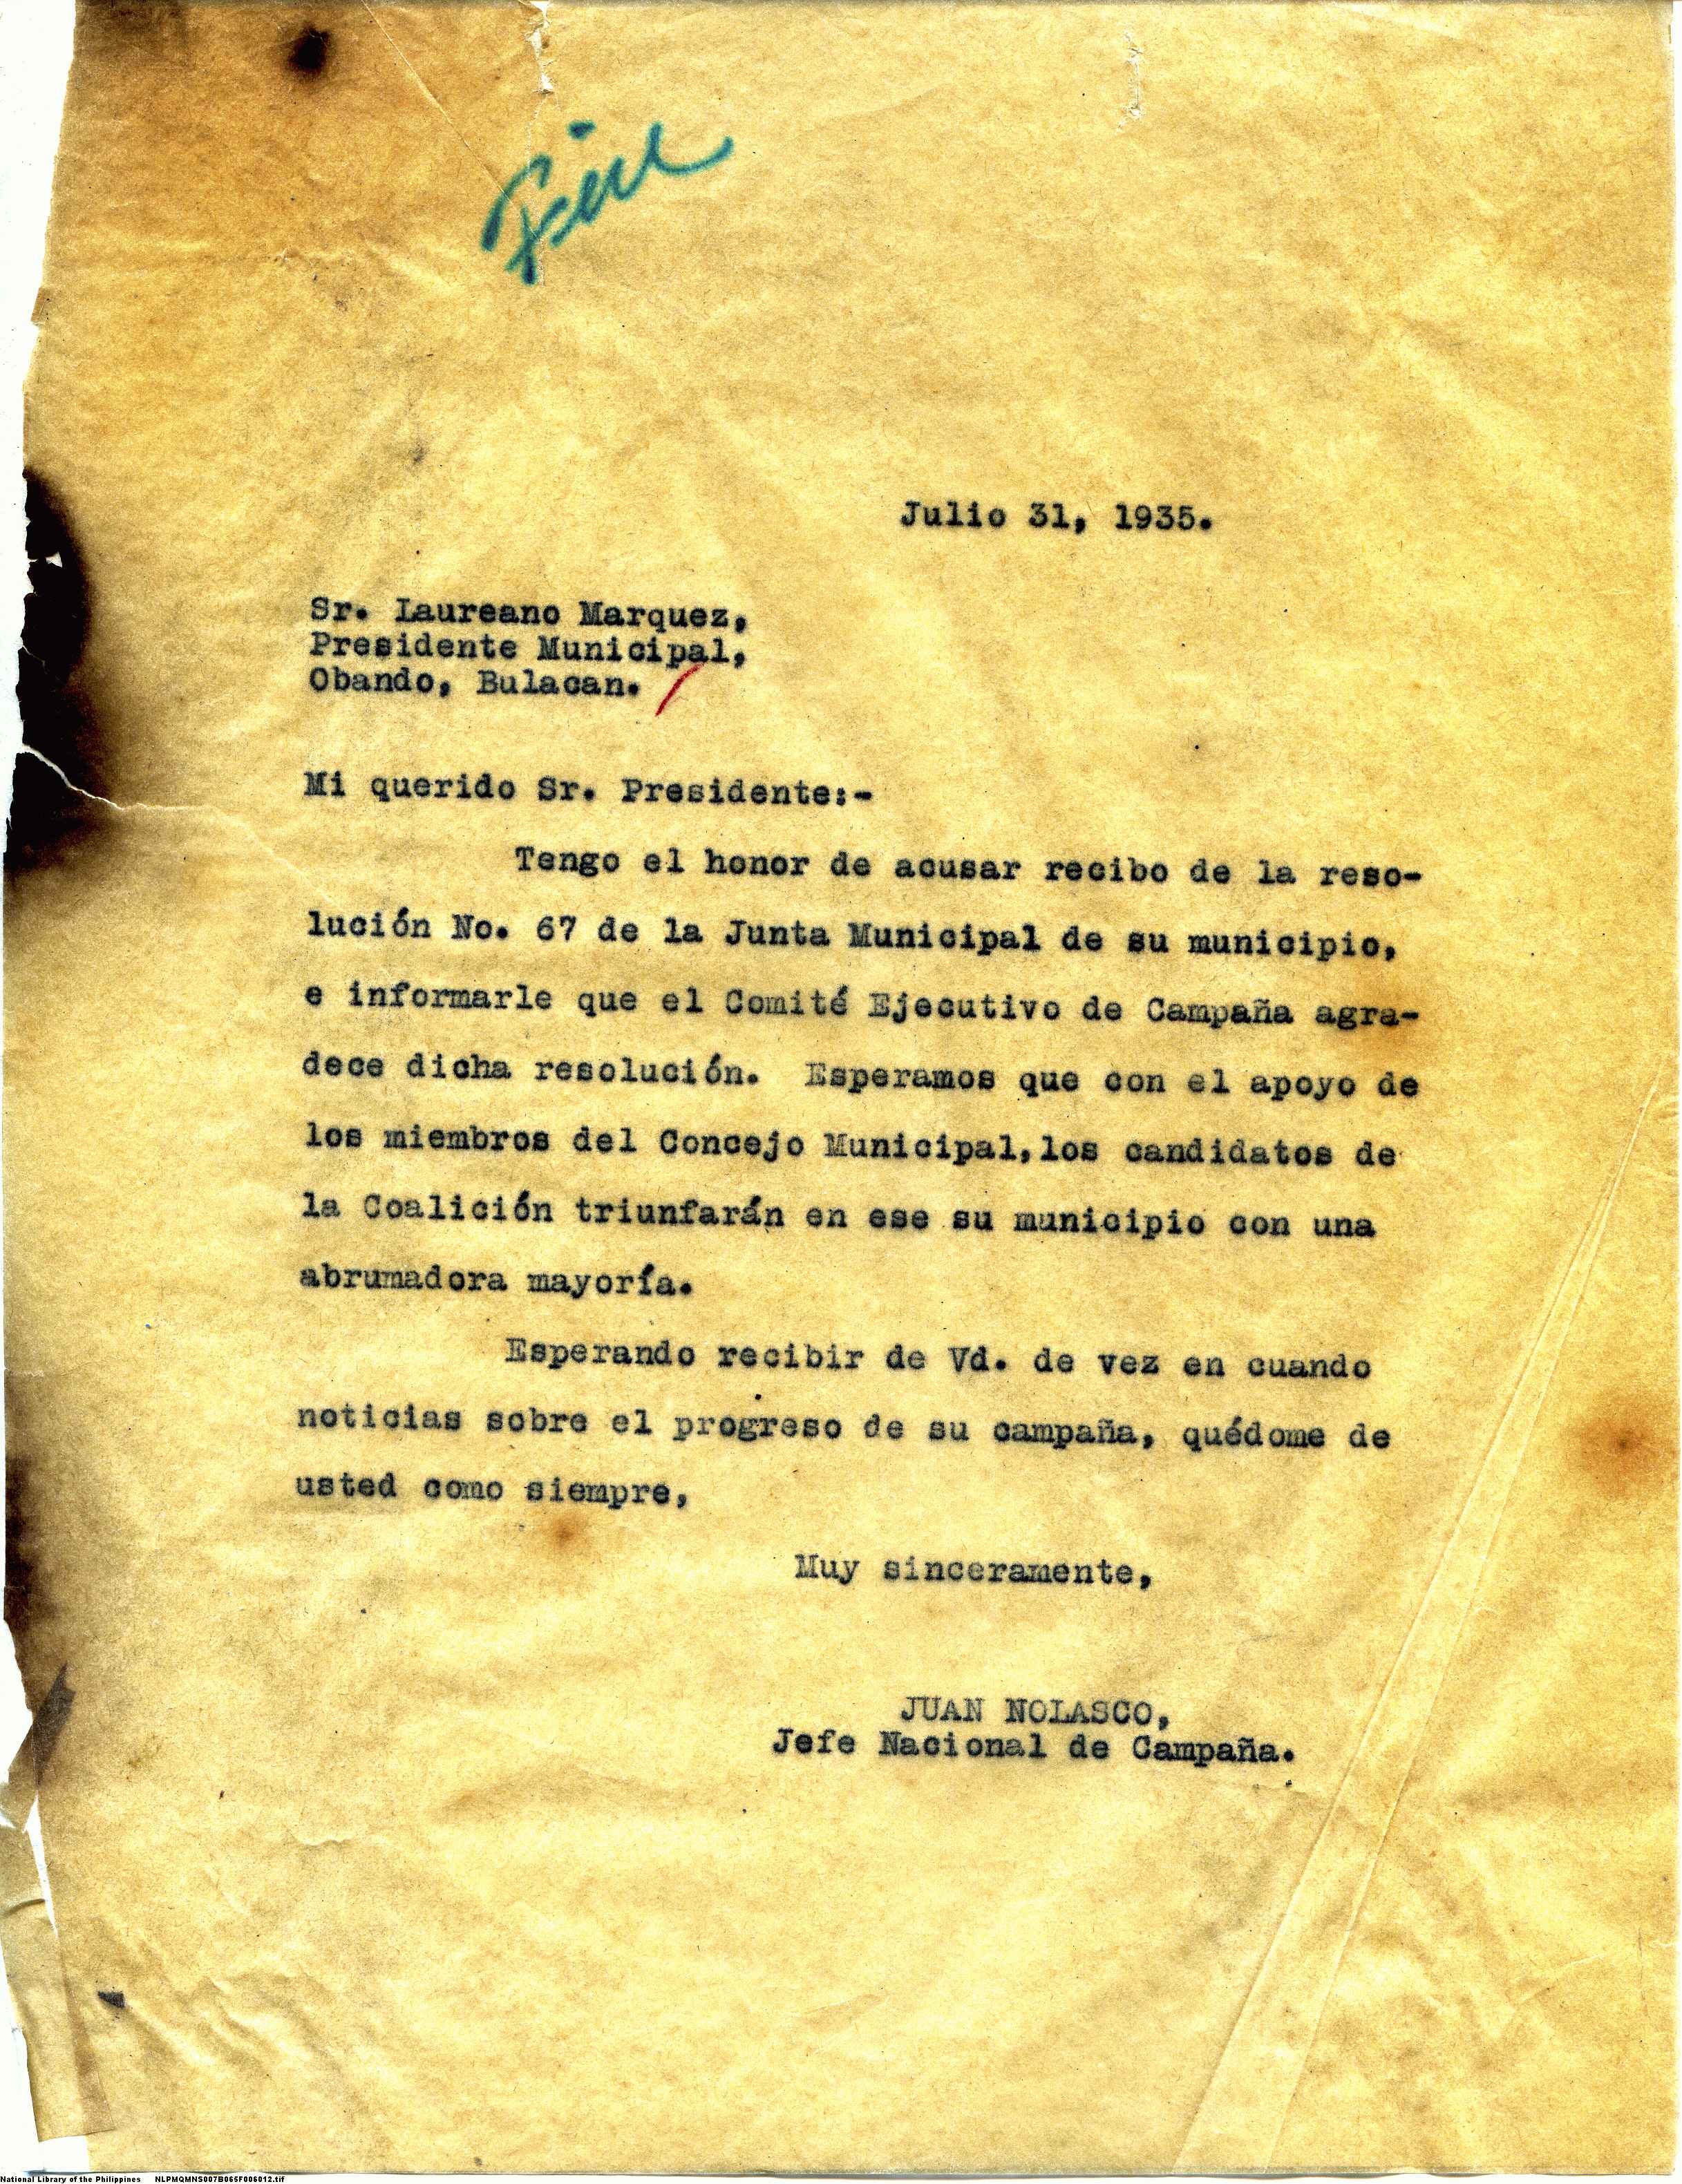 File
Julio 31, 1935.
Sr. Laureano Marquez,
Presidente Municipal,
Obando, Bulacan.
Mi querido Sr. Presidente:-
Tengo el honor de acusar recibo de la reso-
lución No. 67 de la Junta Municipal de su municipio,
e informarle que el Comité Ejecutivo de Campaña agra-
dece dicha resolución. Esperamos que con el apoyo de
los miembros del Concejo Municipal, los candidatos de
la Coalición triunfarán en ese su municipio con una
abrumadora mayoría.
Esperando recibir de Vd. de vez en cuando
noticias sobre el progreso de su campaña, quédome de
usted como siempre,
Muy sinceramente,
JUAN NOLASCO,
Jefe Nacional de Campaña.
National Library of the Philippines NLPMQMNS007B065F006012.tif